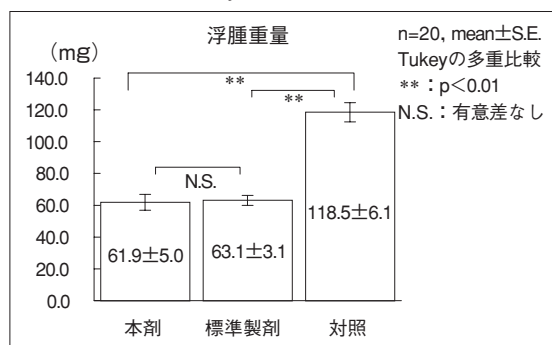 浮腫重量
(mg)
n=20, mean±S.E.
Tukeyの多重比較
**：p<0.01
N.S.：有意差なし
140.0
120.0
100.0
80.0
60.0
40.0
20.0
0.0
**
**
N.S.
61.9±5.0
63.1±3.1
118.5±6.1
本剤
標準製剤
対照